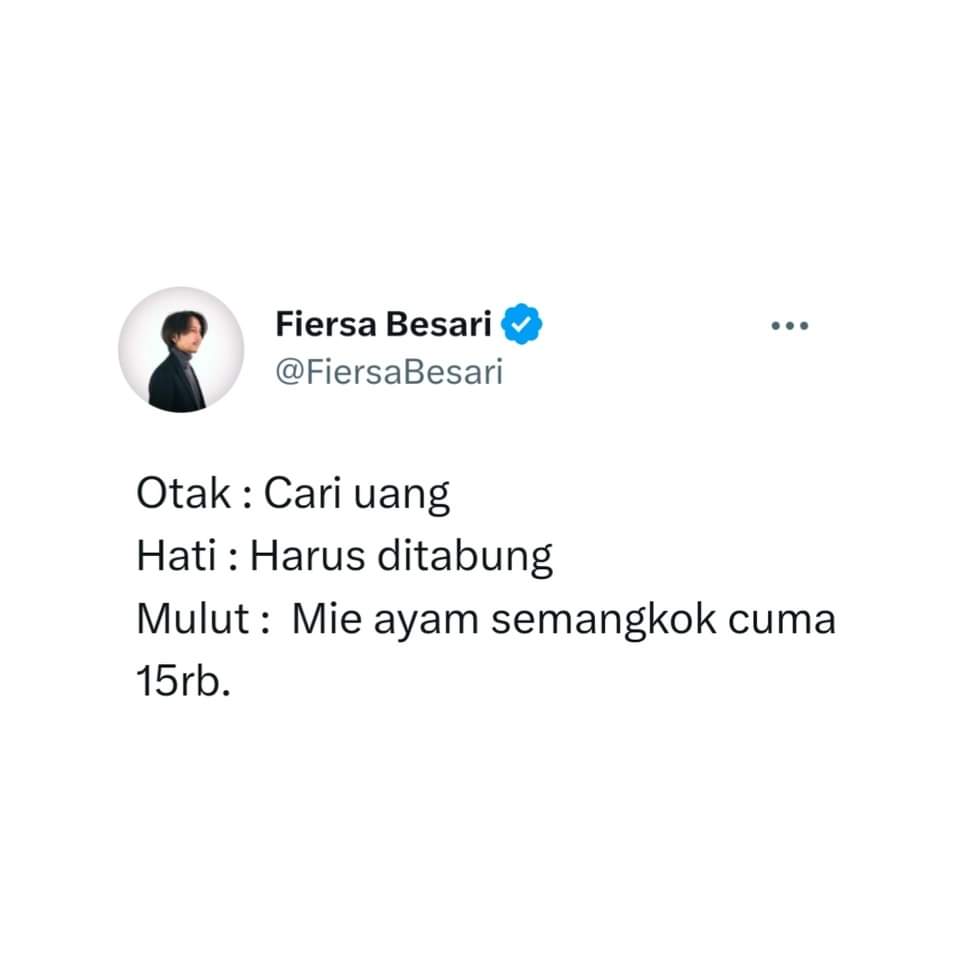 Fiersa Besari
@FiersaBesari
Otak : Cari uang
Hati : Harus ditabung
Mulut :  Mie ayam semangkok cuma
15rb.